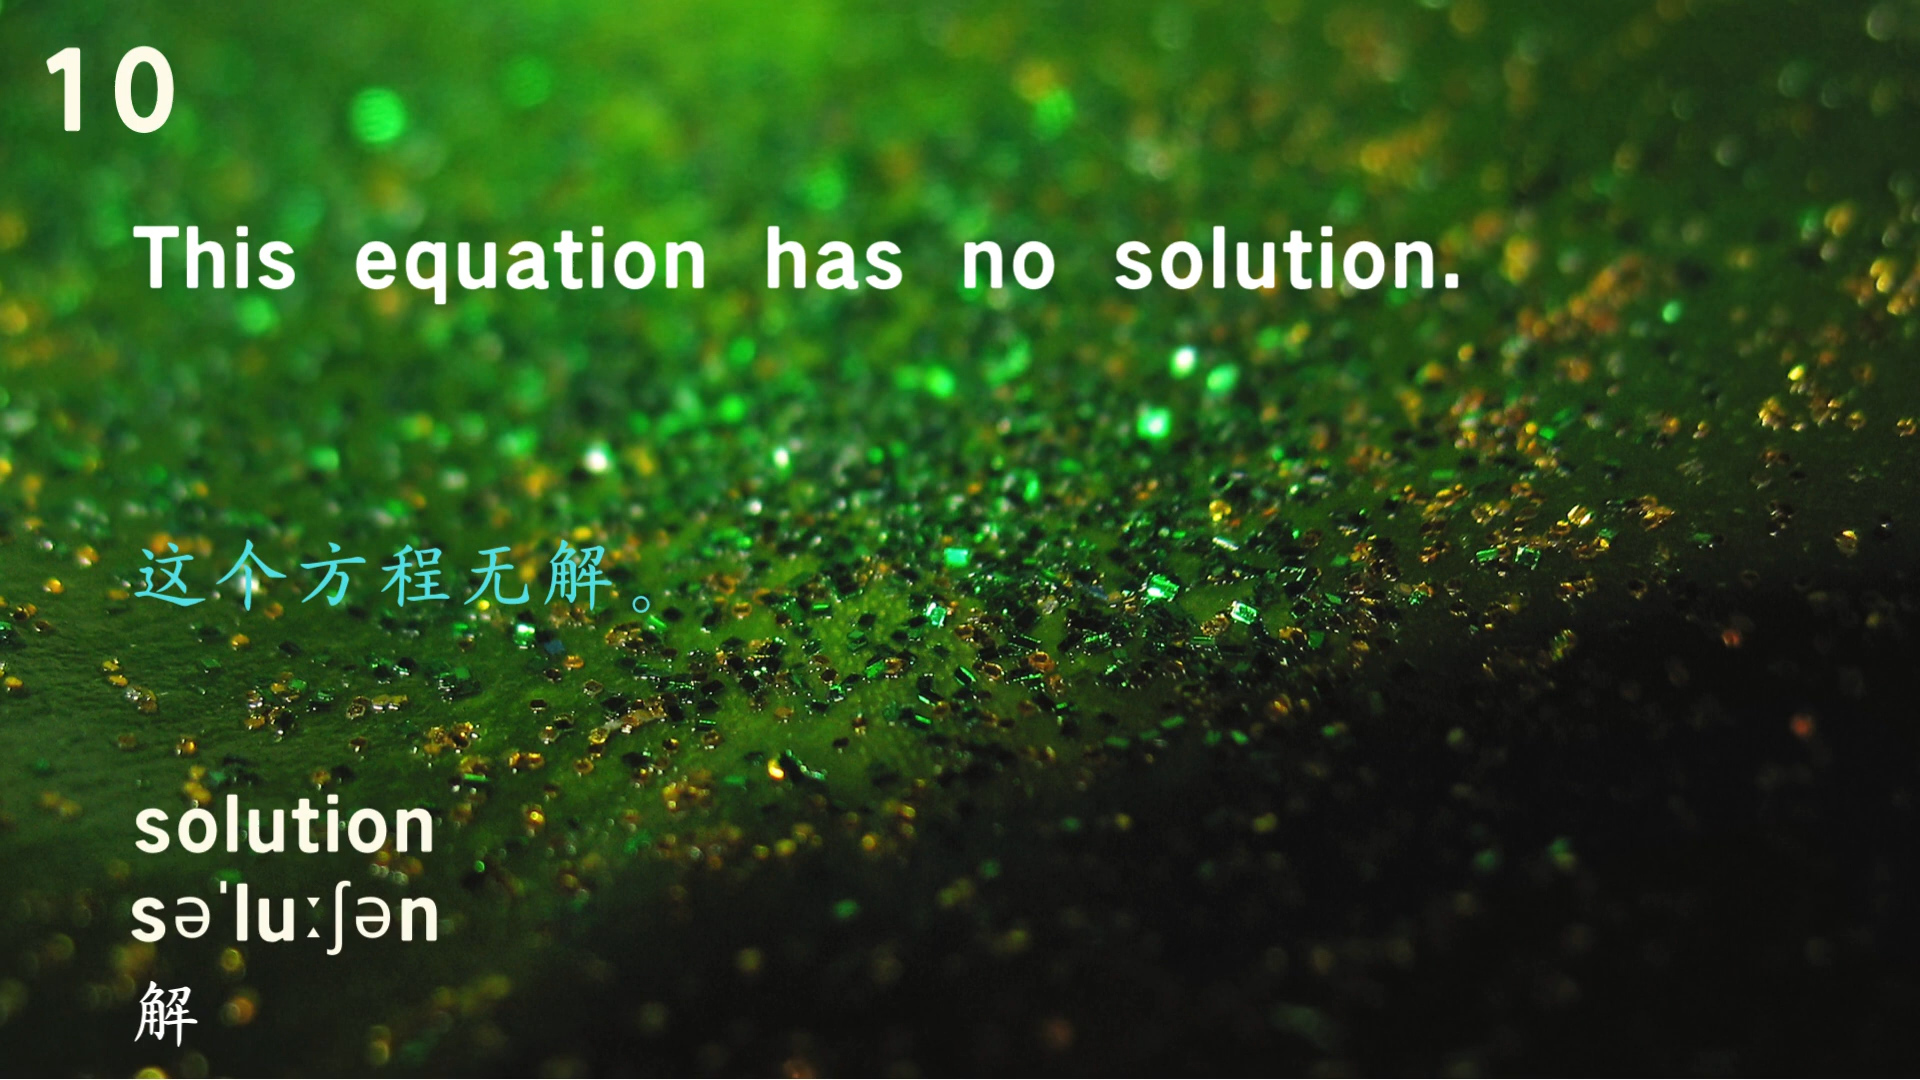 10
This equation has no solution.
这个方程无解。
solution
səˈluːʃən
解